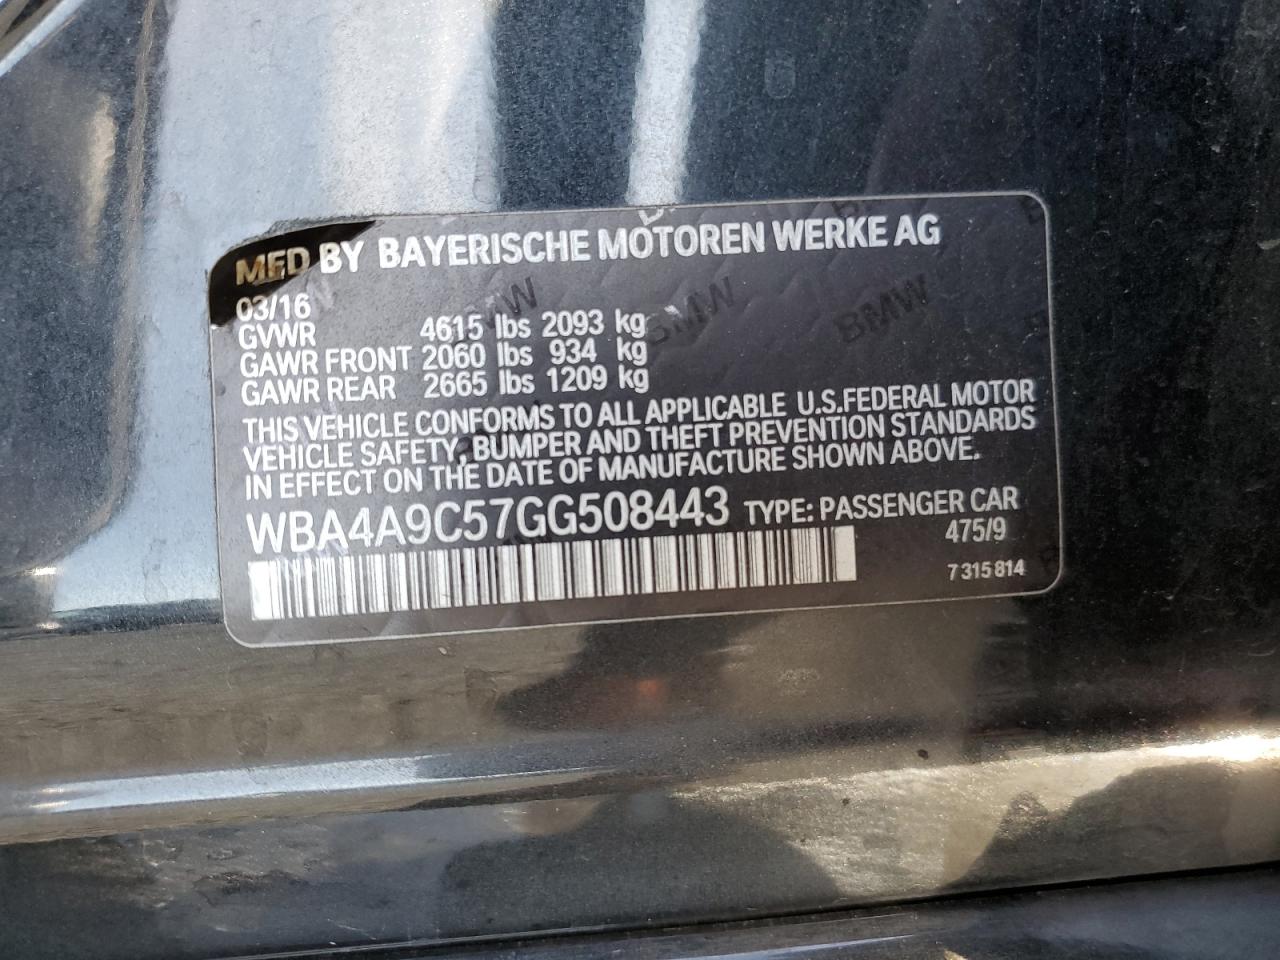 MFD BY BAYERISCHE MOTOREN WERKE AG
03/16
GVWR 4615 lbs 2093 kg
GAWR FRONT 2060 lbs 934 kg
GAWR REAR 2665 lbs 1209 kg
THIS VEHICLE CONFORMS TO ALL APPLICABLE U.S.FEDERAL MOTOR
VEHICLE SAFETY, BUMPER AND THEFT PREVENTION STANDARDS
IN EFFECT ON THE DATE OF MANUFACTURE SHOWN ABOVE.
WBA4A9C57GG508443 TYPE: PASSENGER CAR
475/9
7 315 814
BMW
BMW
BMW